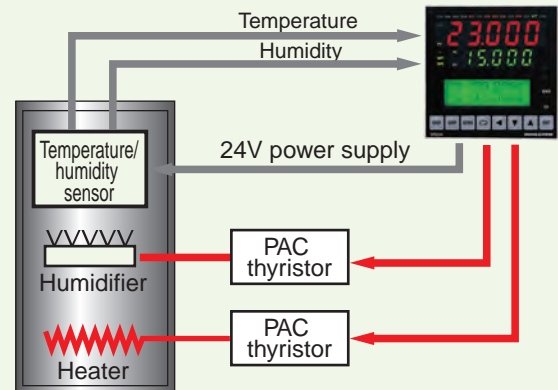 Temperature
Humidity
23.000
15.000
Temperature/
humidity
sensor
24V power supply
PAC
thyristor
Humidifier
PAC
thyristor
Heater